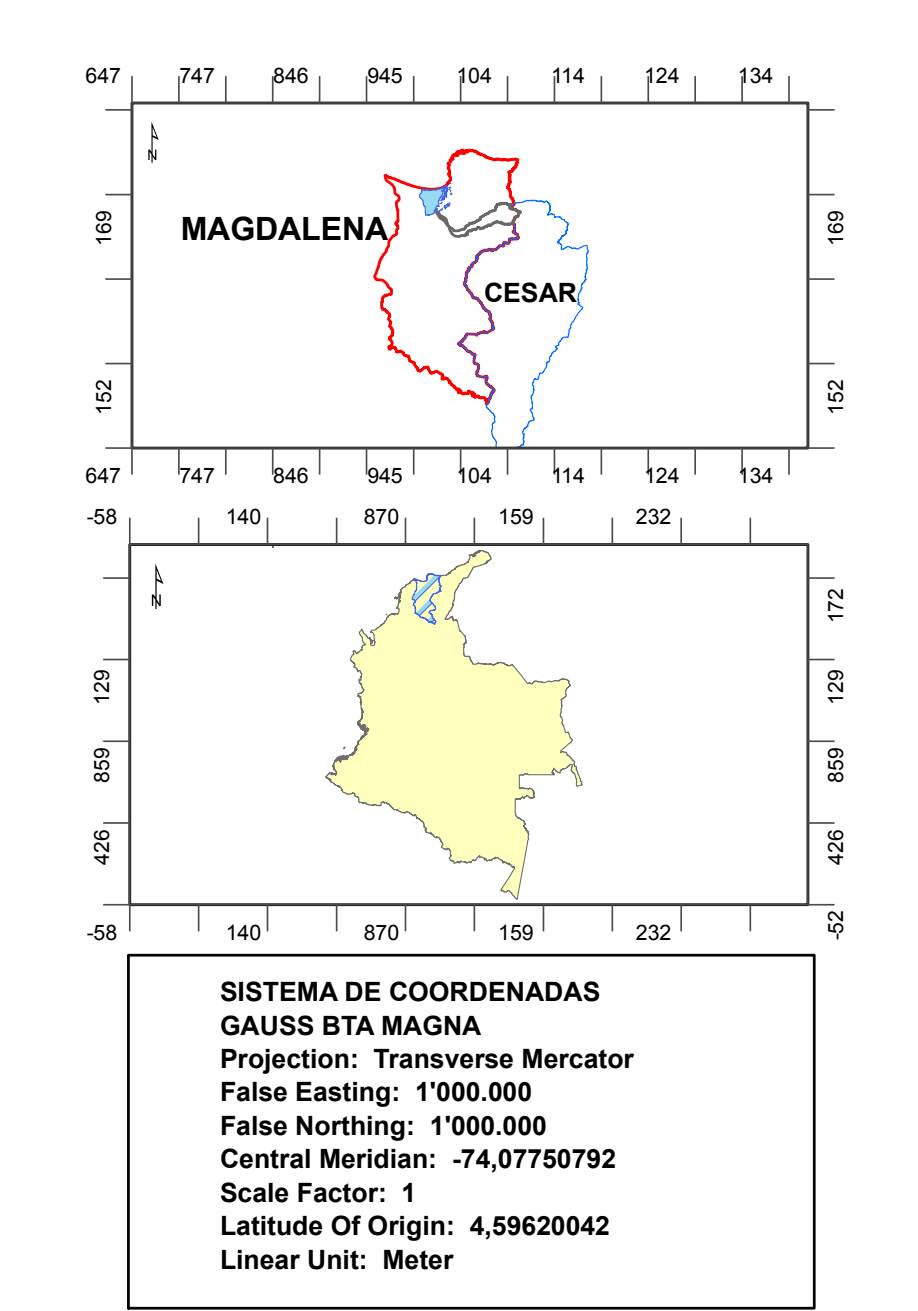 647 747 846 945 104 114 124 134
N
169 169
MAGDALENA
CESAR
152 152
647 747 846 945 104 114 124 134
-58 140 870 159 232
N
172
129 129
859 859
426 426
-52
-58 140 870 159 232
SISTEMA DE COORDENADAS
GAUSS BTA MAGNA
Projection: Transverse Mercator
False Easting: 1'000.000
False Northing: 1'000.000
Central Meridian: -74,07750792
Scale Factor: 1
Latitude Of Origin: 4,59620042
Linear Unit: Meter